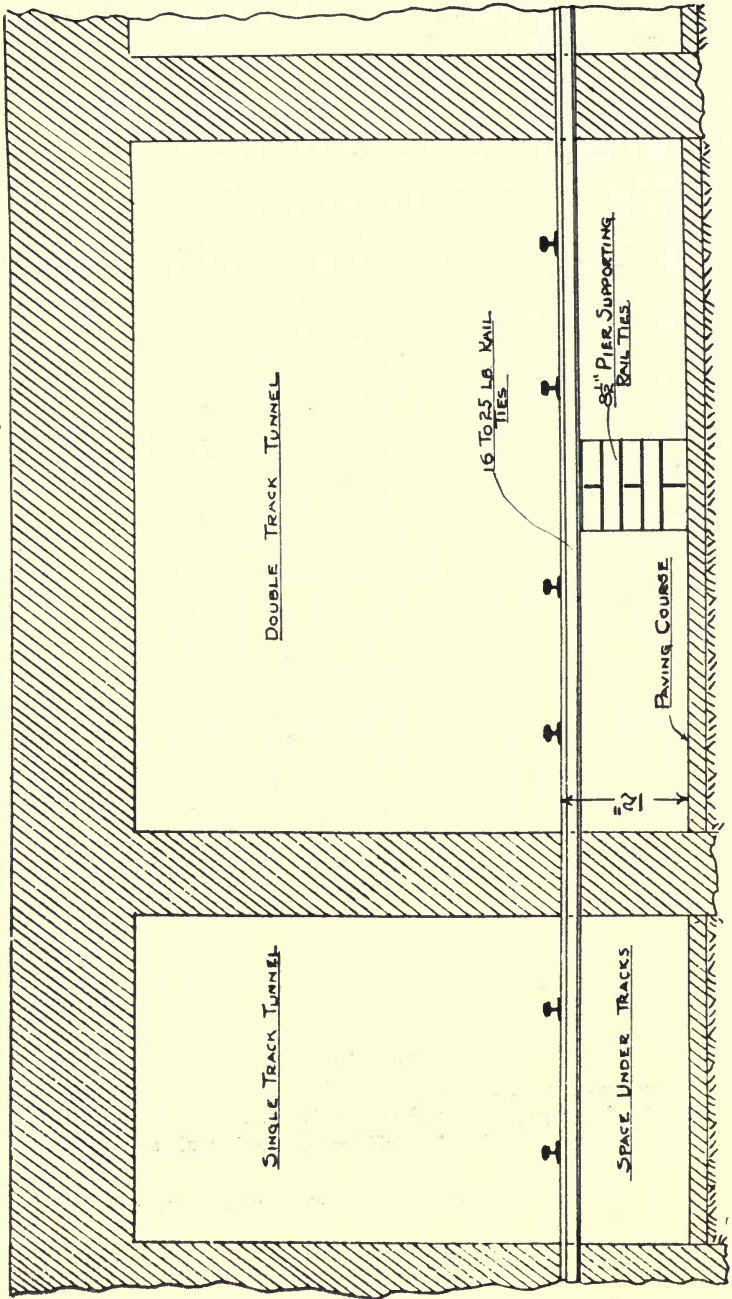 SINGLE TRACK TUNNEL
DOUBLE TRACK TUNNEL
16 TO 25 LB RAIL
TIES
12"
8½" PIER SUPPORTING
RAIL TIES
SPACE UNDER TRACKS
PAVING COURSE